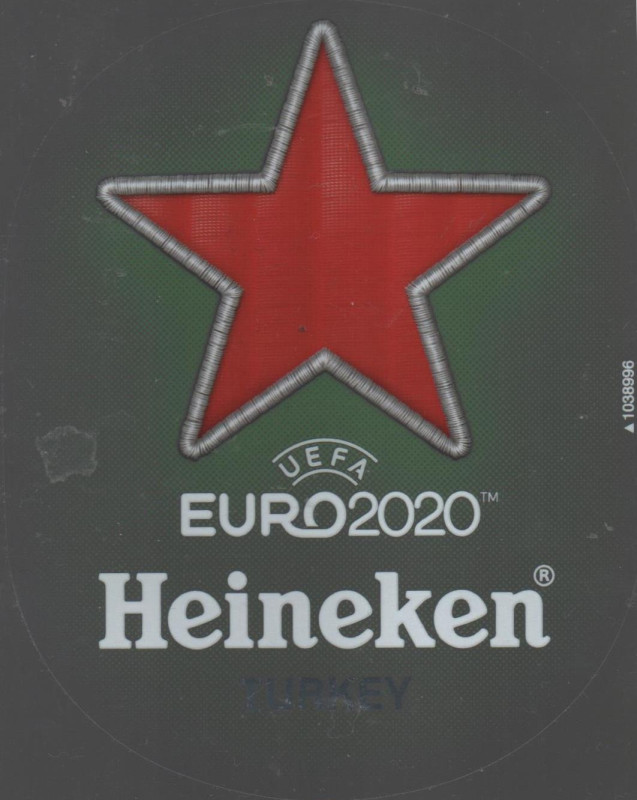 UEFA
EURO2020™
Heineken®
TURKEY
▲1038996